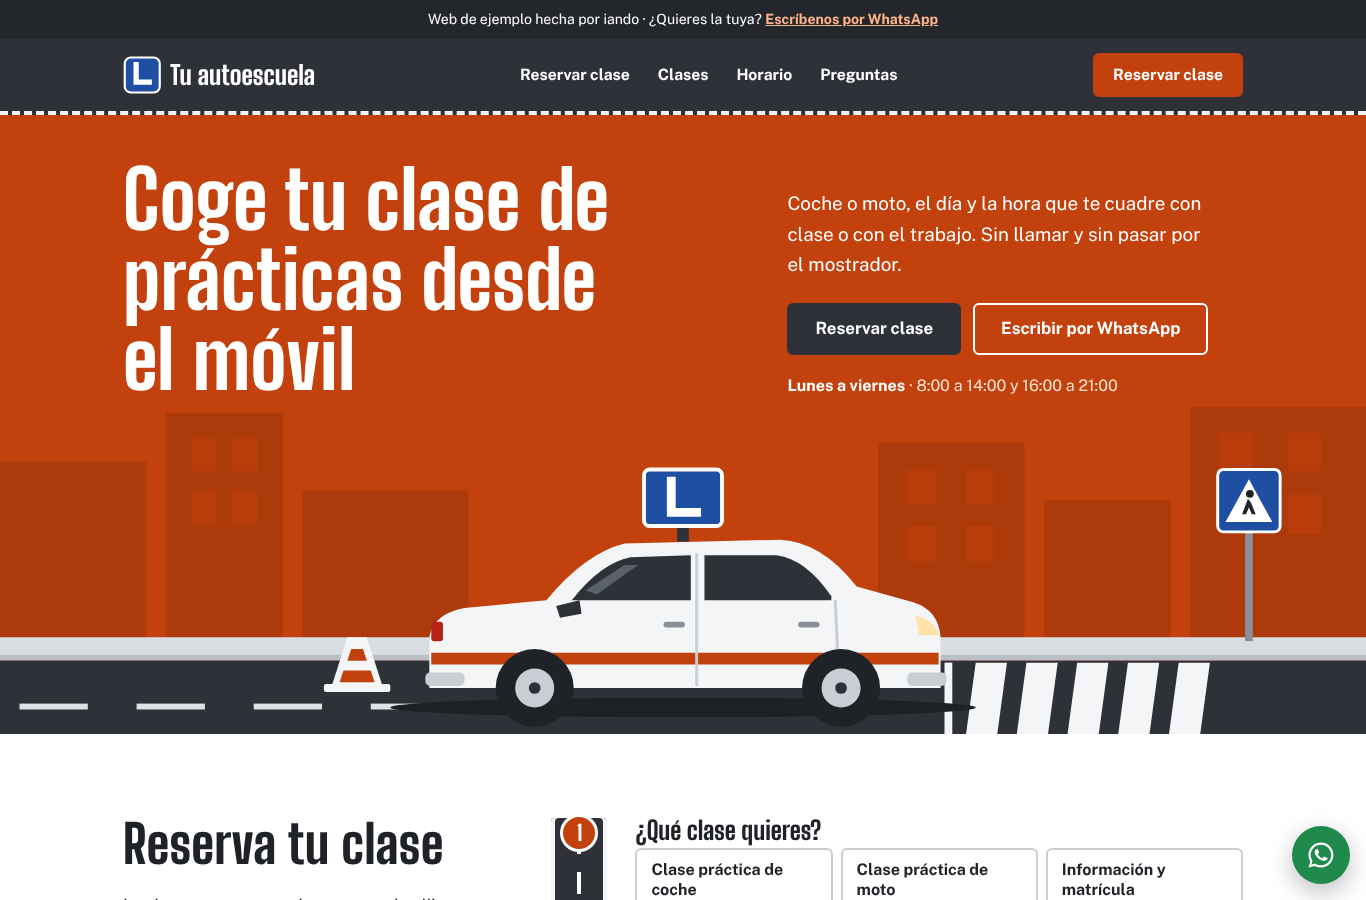 Web de ejemplo hecha por iando · ¿Quieres la tuya? Escríbenos por WhatsApp
L Tu autoescuela
Reservar clase Clases Horario Preguntas
Reservar clase
Coge tu clase de
prácticas desde
el móvil
Coche o moto, el día y la hora que te cuadre con
clase o con el trabajo. Sin llamar y sin pasar por
el mostrador.
Reservar clase
Escribir por WhatsApp
Lunes a viernes · 8:00 a 14:00 y 16:00 a 21:00
L
Reserva tu clase
1
¿Qué clase quieres?
Clase práctica de
coche
Clase práctica de
moto
Información y
matrícula